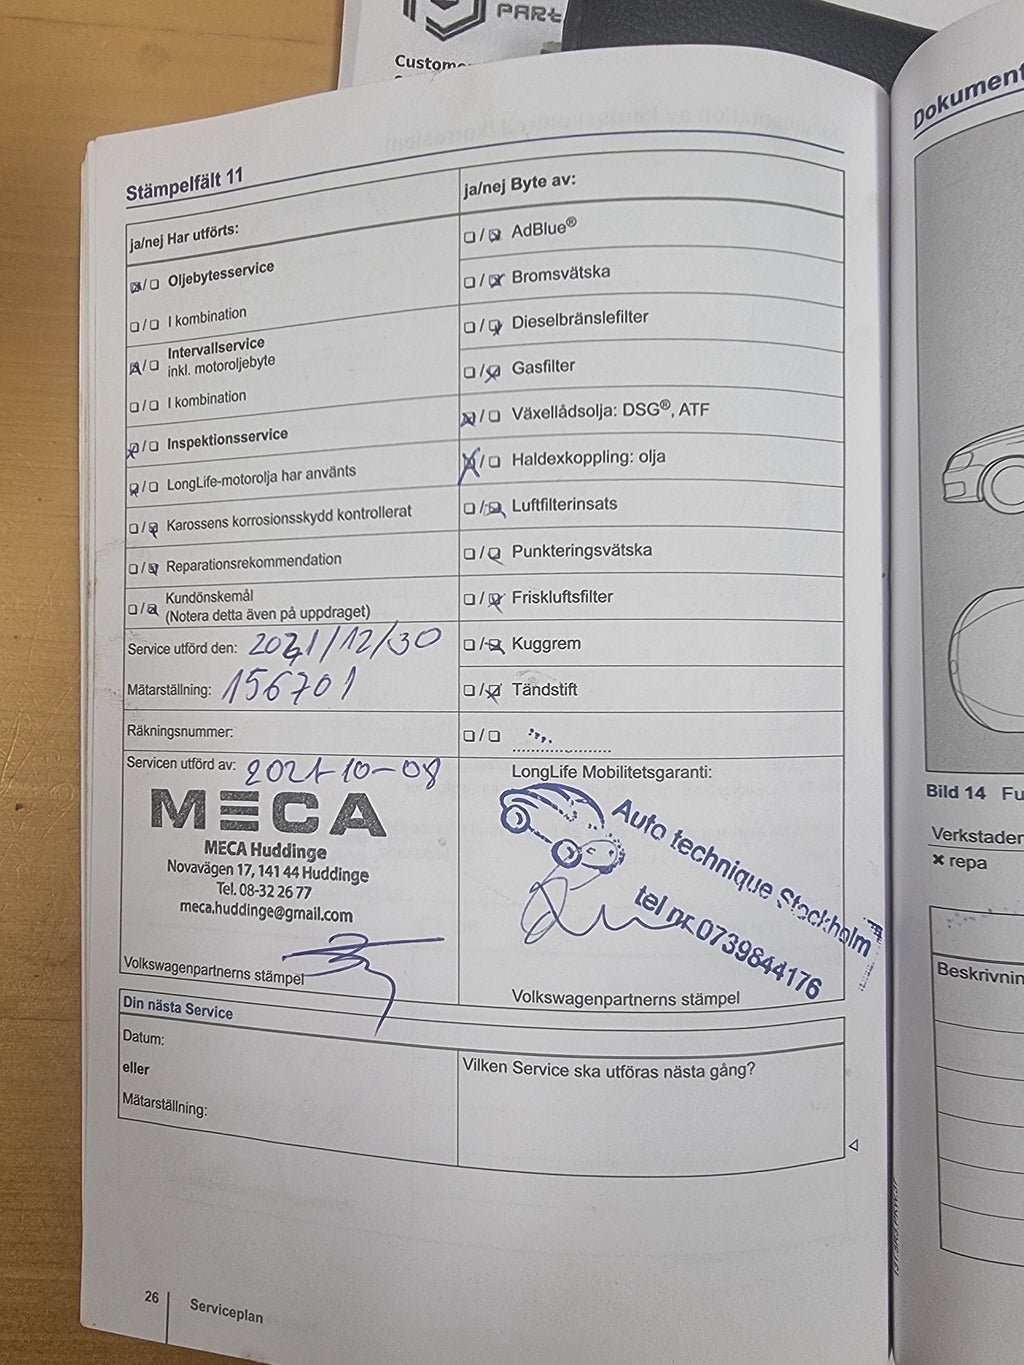 PARt
Custome
Stämpelfält 11
ja/nej Har utförts:
Oljebytesservice
I kombination
Intervallservice
inkl. motoroljebyte
I kombination
Inspektionsservice
LongLife-motorolja har använts
Karossens korrosionsskydd kontrollerat
Reparationsrekommendation
Kundönskemål
(Notera detta även på uppdraget)
Service utförd den: 2021/12/30
Mätarställning: 156701
Räkningsnummer:
Servicen utförd av: 2021-10-08
MECA
MECA Huddinge
Novavägen 17, 141 44 Huddinge
Tel. 08-32 26 77
meca.huddinge@gmail.com
Volkswagenpartnerns stämpel
ja/nej Byte av:
AdBlue®
Bromsvätska
Dieselbränslefilter
Gasfilter
Växellådsolja: DSG®, ATF
Haldexkoppling: olja
Luftfilterinsats
Punkteringsvätska
Friskluftsfilter
Kuggrem
Tändstift
LongLife Mobilitetsgaranti:
Auto technique Stockholm
tel nr. 0739844176
Volkswagenpartnerns stämpel
Din nästa Service
Datum:
eller
Mätarställning:
Vilken Service ska utföras nästa gång?
26
Serviceplan
Dokument
Bild 14 Fu
Verkstaden
× repa
Beskrivnin